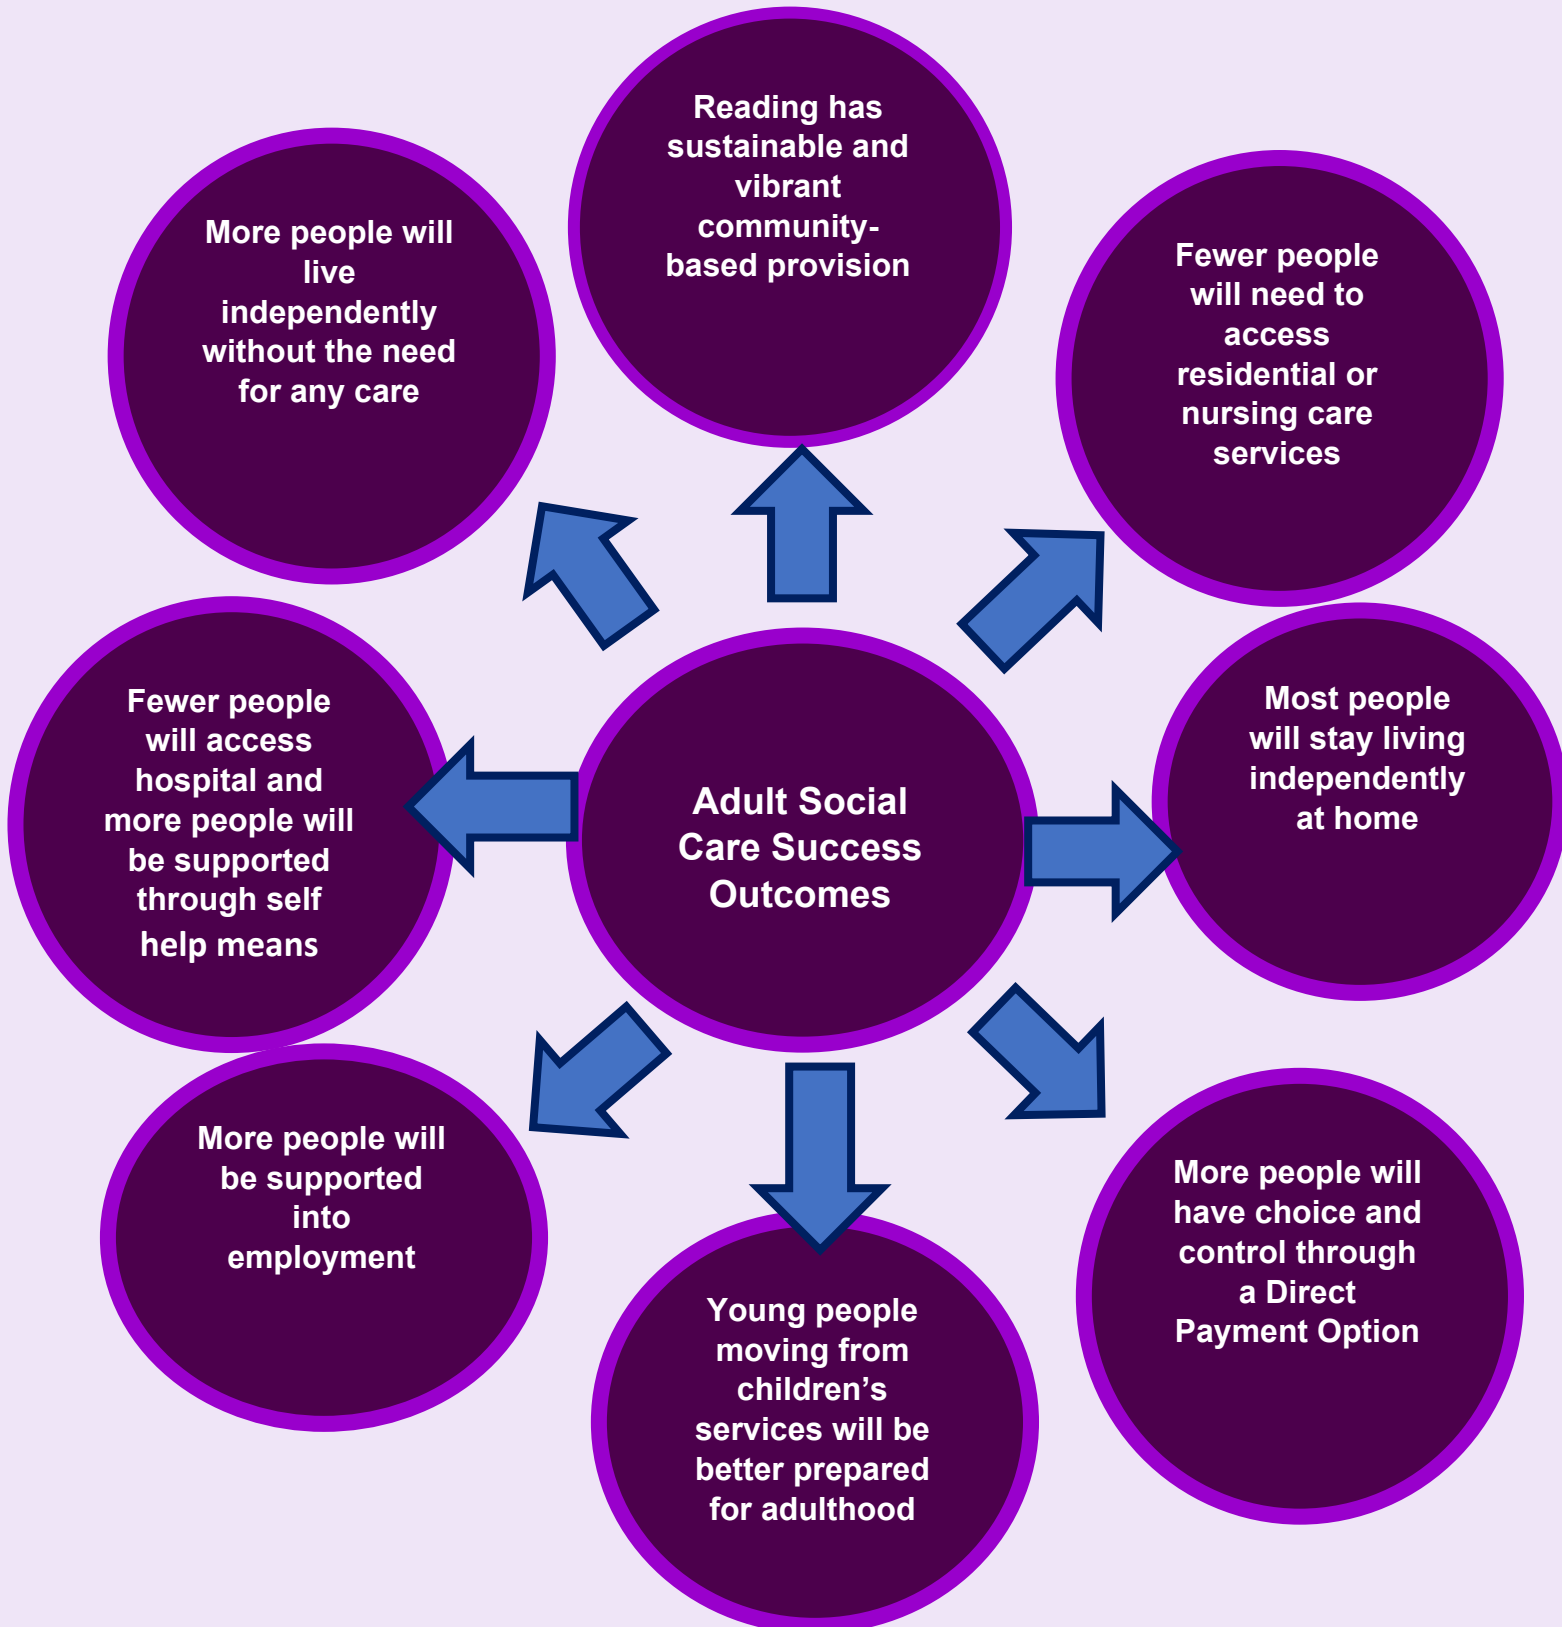 Reading has
sustainable and
vibrant
community-
based provision
More people will
live
independently
without the need
for any care
Fewer people
will need to
access
residential or
nursing care
services
Fewer people
will access
hospital and
more people will
be supported
through self
help means
Adult Social
Care Success
Outcomes
Most people
will stay living
independently
at home
More people will
be supported
into
employment
Young people
moving from
children’s
services will be
better prepared
for adulthood
More people will
have choice and
control through
a Direct
Payment Option